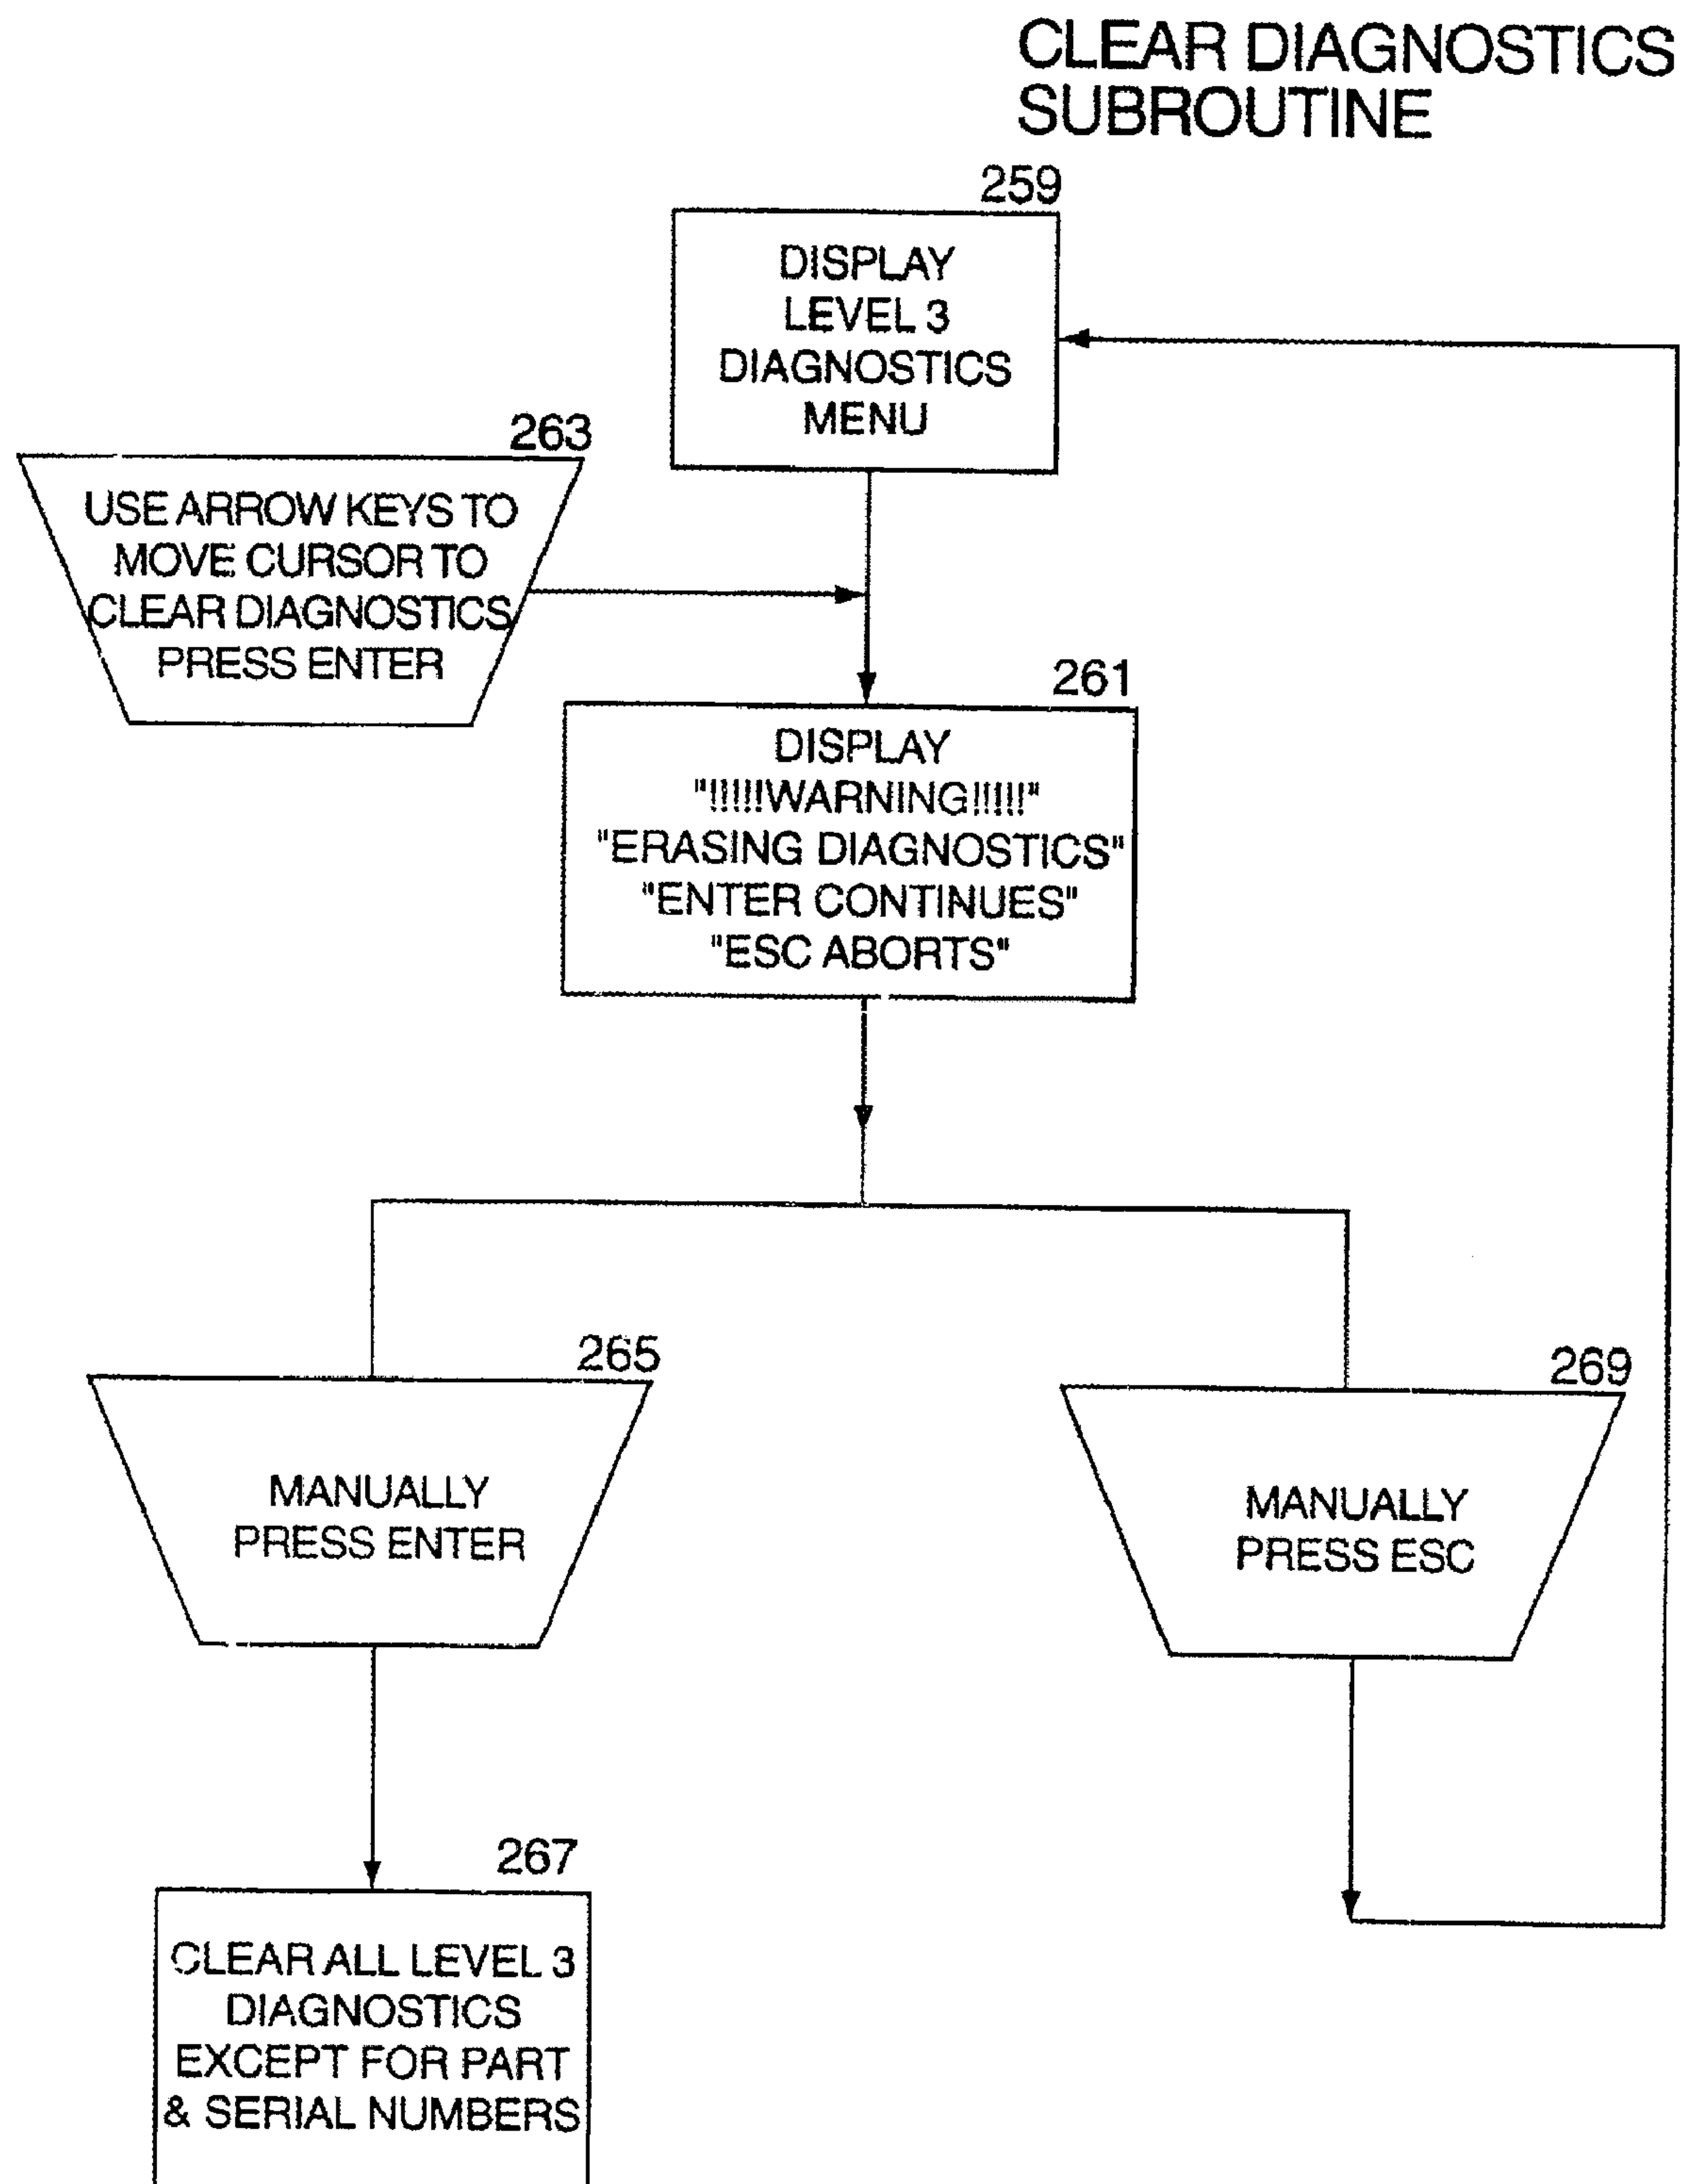 CLEAR DIAGNOSTICS
SUBROUTINE
259
DISPLAY
LEVEL 3
DIAGNOSTICS
MENU
263
USE ARROW KEYS TO
MOVE CURSOR TO
CLEAR DIAGNOSTICS
PRESS ENTER
261
DISPLAY
"!!!!!WARNING!!!!!"
"ERASING DIAGNOSTICS"
"ENTER CONTINUES"
"ESC ABORTS"
265
MANUALLY
PRESS ENTER
269
MANUALLY
PRESS ESC
267
CLEAR ALL LEVEL 3
DIAGNOSTICS
EXCEPT FOR PART
& SERIAL NUMBERS